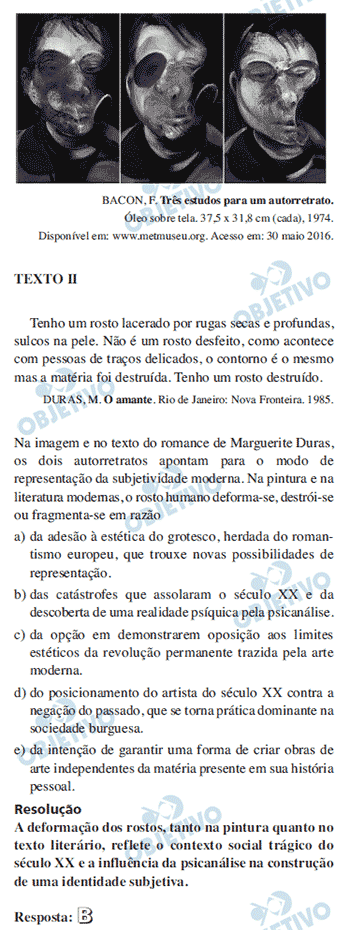 BACON, F. Três estudos para um autorretrato.
Óleo sobre tela. 37,5 x 31,8 cm (cada), 1974.
Disponível em: www.metmuseu.org. Acesso em: 30 maio 2016.
TEXTO II
Tenho um rosto lacerado por rugas secas e profundas,
sulcos na pele. Não é um rosto desfeito, como acontece
com pessoas de traços delicados, o contorno é o mesmo
mas a matéria foi destruída. Tenho um rosto destruído.
DURAS, M. O amante. Rio de Janeiro: Nova Fronteira. 1985.
Na imagem e no texto do romance de Marguerite Duras,
os dois autorretratos apontam para o modo de
representação da subjetividade moderna. Na pintura e na
literatura modernas, o rosto humano deforma-se, destrói-se
ou fragmenta-se em razão
a) da adesão à estética do grotesco, herdada do roman-
tismo europeu, que trouxe novas possibilidades de
representação.
b) das catástrofes que assolaram o século XX e da
descoberta de uma realidade psíquica pela psicanálise.
c) da opção em demonstrarem oposição aos limites
estéticos da revolução permanente trazida pela arte
moderna.
d) do posicionamento do artista do século XX contra a
negação do passado, que se torna prática dominante na
sociedade burguesa.
e) da intenção de garantir uma forma de criar obras de
arte independentes da matéria presente em sua história
pessoal.
Resolução
A deformação dos rostos, tanto na pintura quanto no
texto literário, reflete o contexto social trágico do
século XX e a influência da psicanálise na construção
de uma identidade subjetiva.
Resposta: B
OBJETIVO
OBJETIVO
OBJETIVO
OBJETIVO
OBJETIVO
OBJETIVO
OBJETIVO
OBJETIVO
OBJETIVO